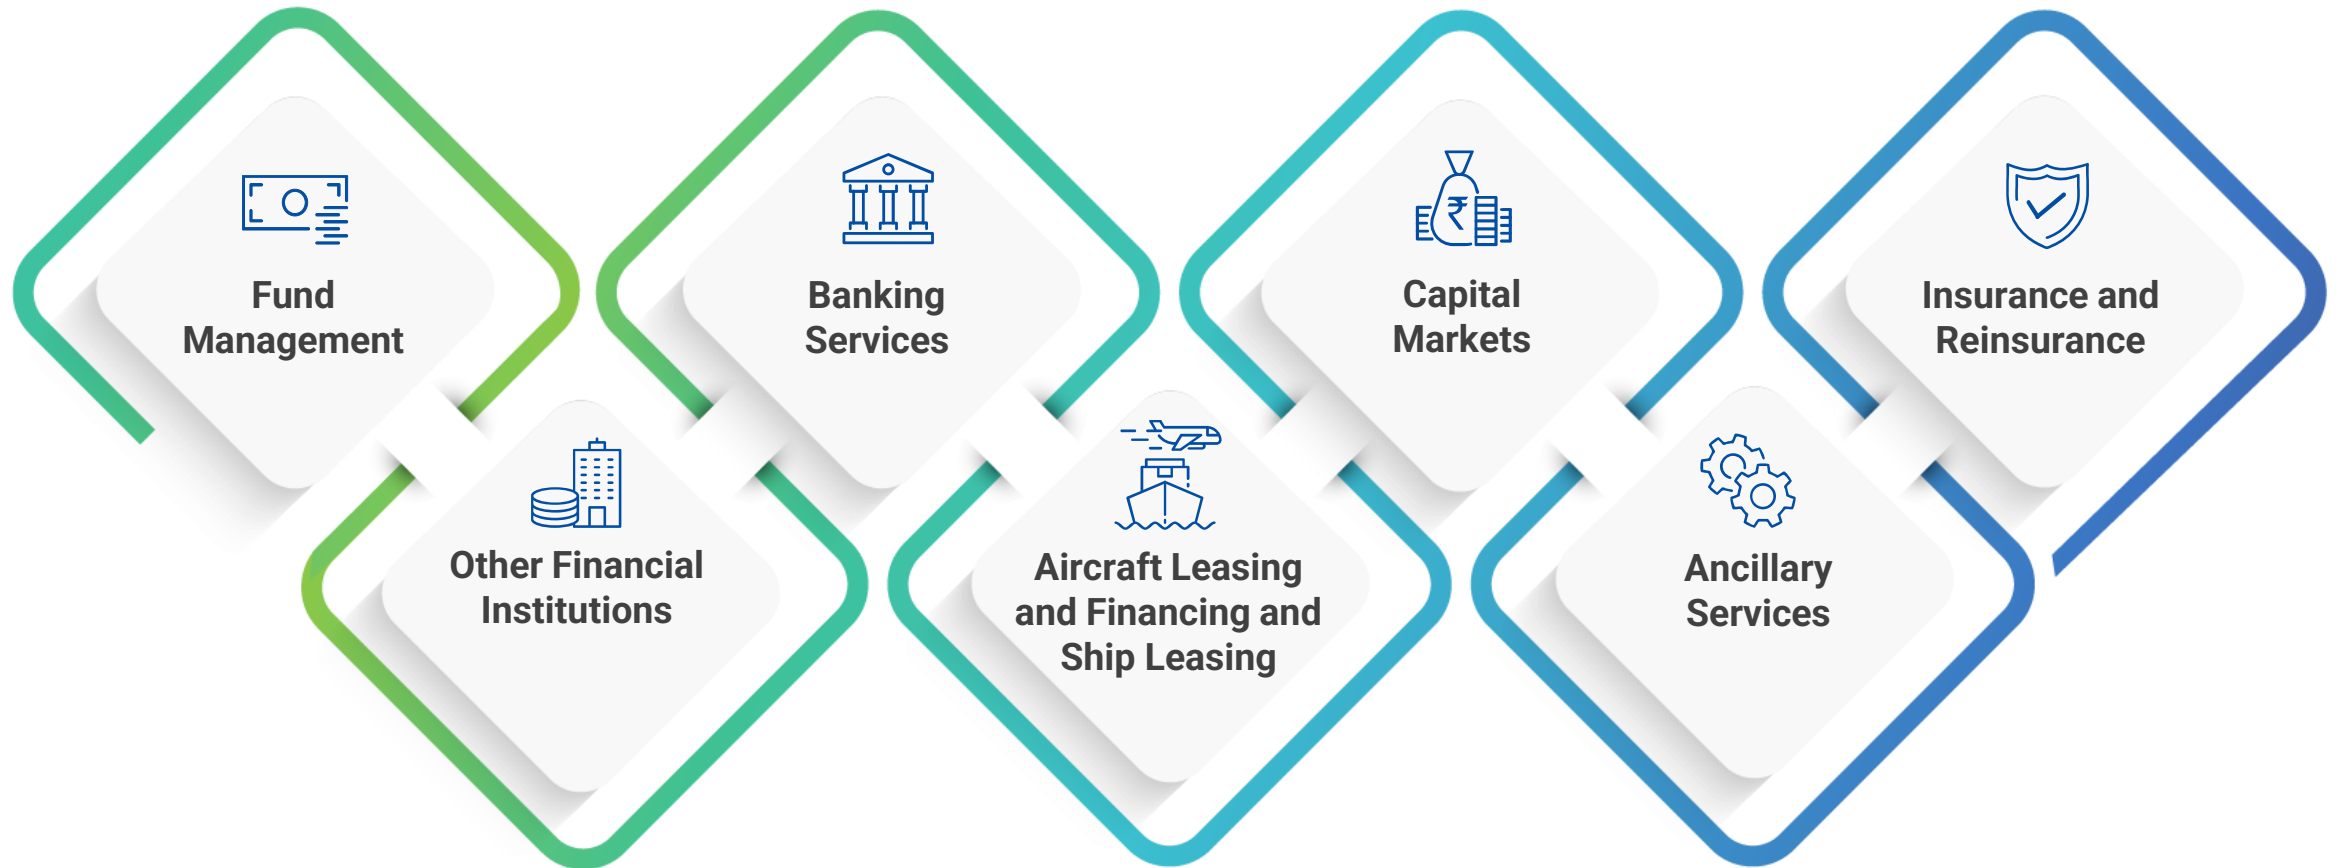 Fund
Management
Banking
Services
Capital
Markets
Insurance and
Reinsurance
Other Financial
Institutions
Aircraft Leasing
and Financing and
Ship Leasing
Ancillary
Services